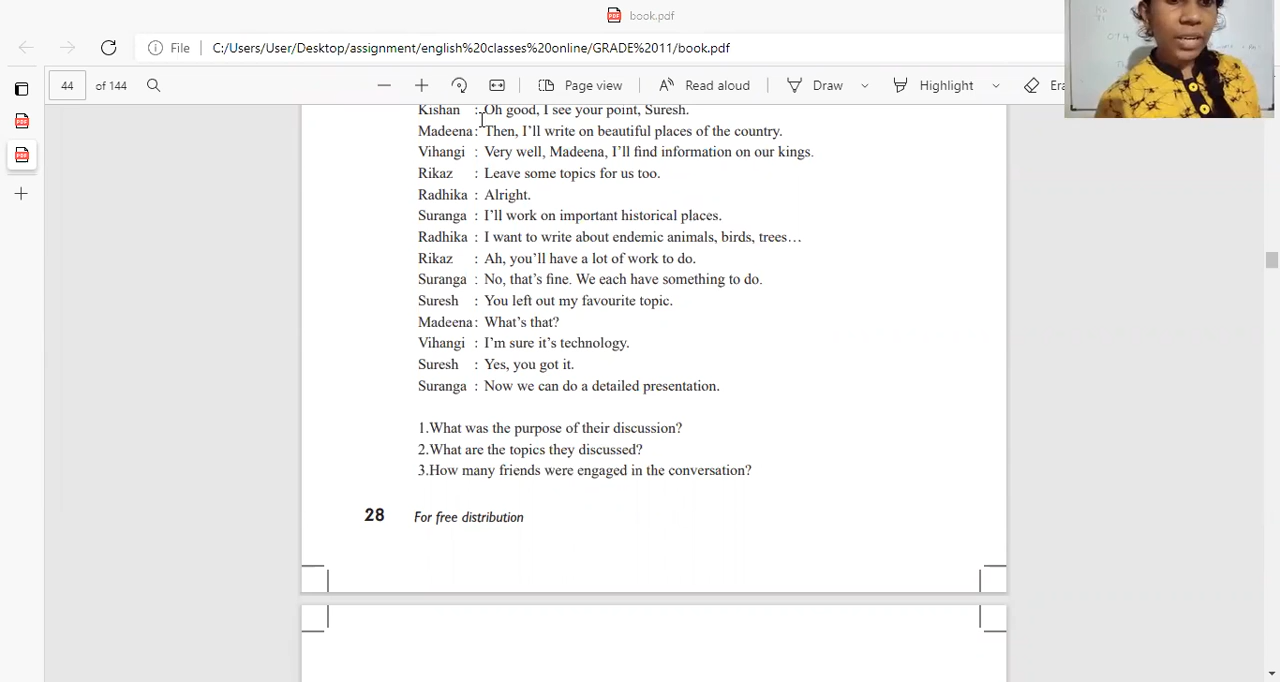 book.pdf
File C:/Users/User/Desktop/assignment/english%20classes%20online/GRADE%2011/book.pdf
44 of 144 Page view Read aloud Draw Highlight
Kishan :. Oh good, I see your point, Suresh.
Madeena: Then, I'll write on beautiful places of the country.
Vihangi : Very well, Madeena, I'll find information on our kings.
Rikaz : Leave some topics for us too.
Radhika : Alright.
Suranga : I'll work on important historical places.
Radhika : I want to write about endemic animals, birds, trees…
Rikaz : Ah, you'll have a lot of work to do.
Suranga : No, that's fine. We each have something to do.
Suresh : You left out my favourite topic.
Madeena: What's that?
Vihangi : I'm sure it's technology.
Suresh : Yes, you got it.
Suranga : Now we can do a detailed presentation.
1.What was the purpose of their discussion?
2.What are the topics they discussed?
3.How many friends were engaged in the conversation?
28 For free distribution